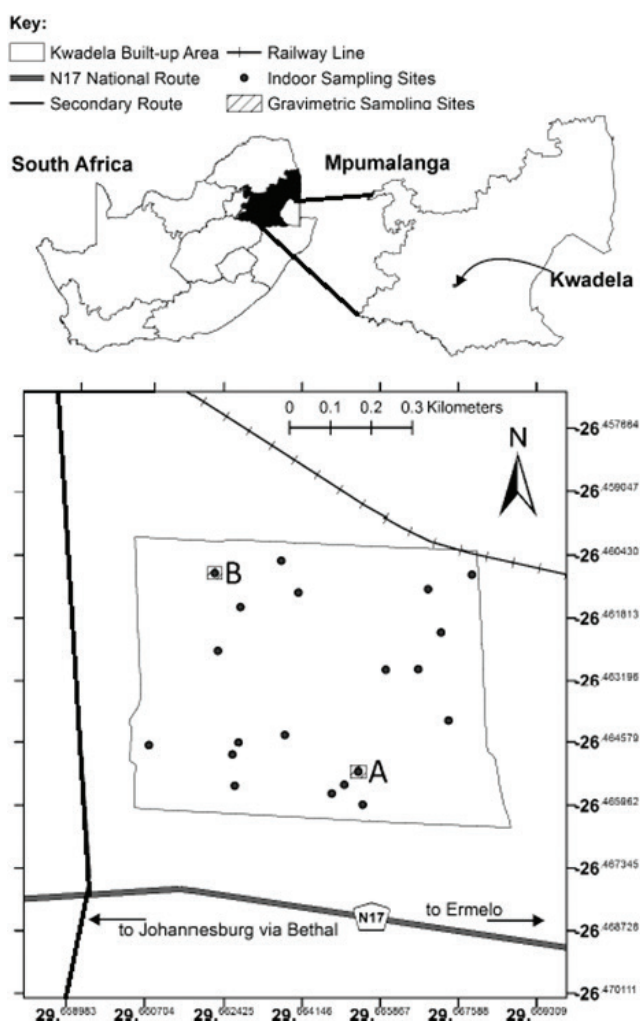 Key:
Kwadela Built-up Area
Railway Line
N17 National Route
Indoor Sampling Sites
Secondary Route
Gravimetric Sampling Sites
South Africa
Mpumalanga
Kwadela
0 0.1 0.2 0.3 Kilometers
N
B
A
N17
to Ermelo
to Johannesburg via Bethal
-26.457664
-26.459047
-26.460430
-26.461813
-26.463196
-26.464579
-26.465962
-26.467345
-26.468728
-26.470111
29.658983 29.660704 29.662425 29.664146 29.665867 29.667588 29.669309